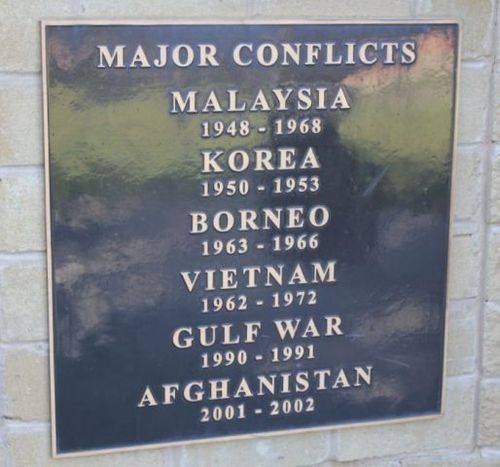 MAJOR CONFLICTS
MALAYSIA
1948 - 1968
KOREA
1950 - 1953
BORNEO
1963 - 1966
VIETNAM
1962 - 1972
GULF WAR
1990 - 1991
AFGHANISTAN
2001 - 2002